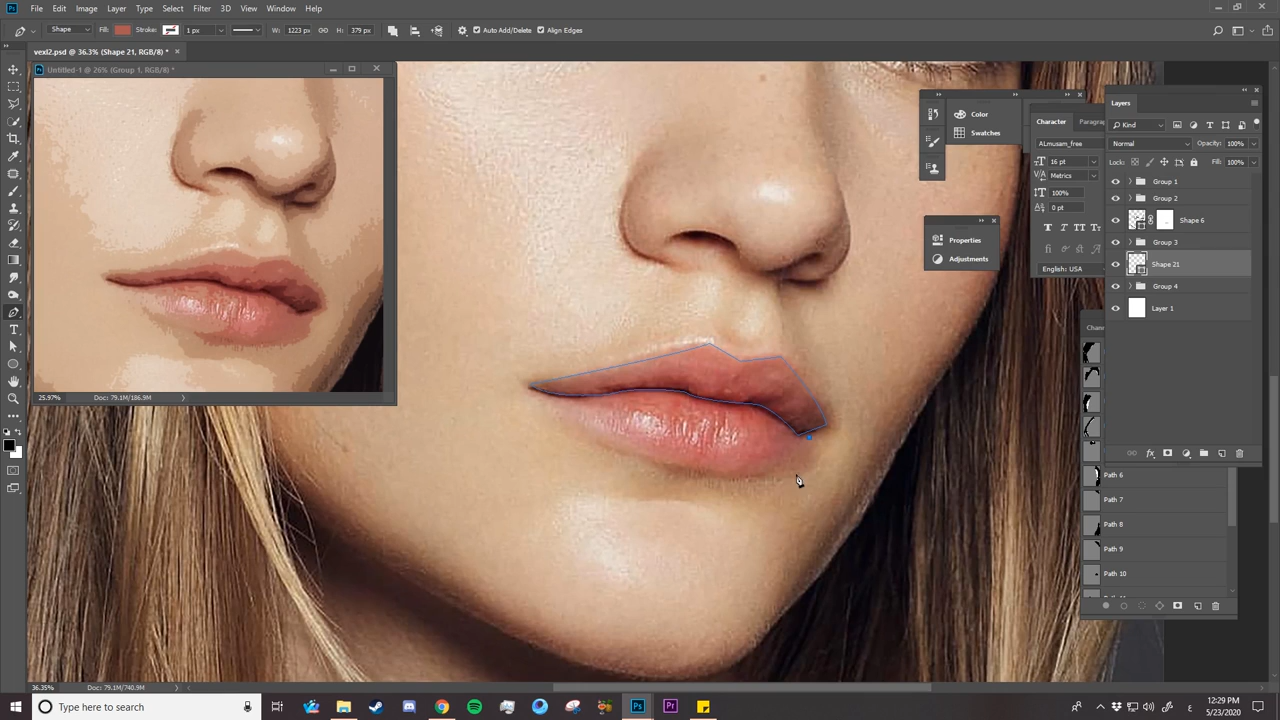 File Edit Image Layer Type Select Filter 3D View Window Help
Shape Fill: Stroke: 1 px W: 1223 px H: 379 px Auto Add/Delete Align Edges
vexl2.psd @ 36.3% (Shape 21, RGB/8) *
Untitled-1 @ 26% (Group 1, RGB/8) *
25.97% Doc: 79.1M/186.9M
Color
Swatches
Properties
Adjustments
Character Paragr
ALmusam_free
16 pt
Metrics
100%
0 pt
English: USA
Layers
Kind
Normal Opacity: 100%
Lock: Fill: 100%
Group 1
Group 2
Shape 6
Group 3
Shape 21
Group 4
Layer 1
Chann
Path 6
Path 7
Path 8
Path 9
Path 10
36.35% Doc: 79.1M/740.9M
Type here to search
12:29 PM
5/23/2020